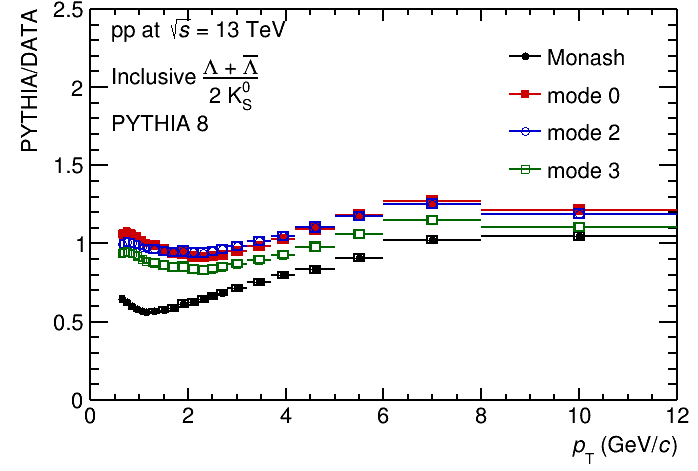 PYTHIA/DATA
2.5
2
1.5
1
0.5
0
pp at √s = 13 TeV
Inclusive Λ + Λ̅
2 K⁰_S
PYTHIA 8
Monash
mode 0
mode 2
mode 3
0 2 4 6 8 10 12
p_T (GeV/c)